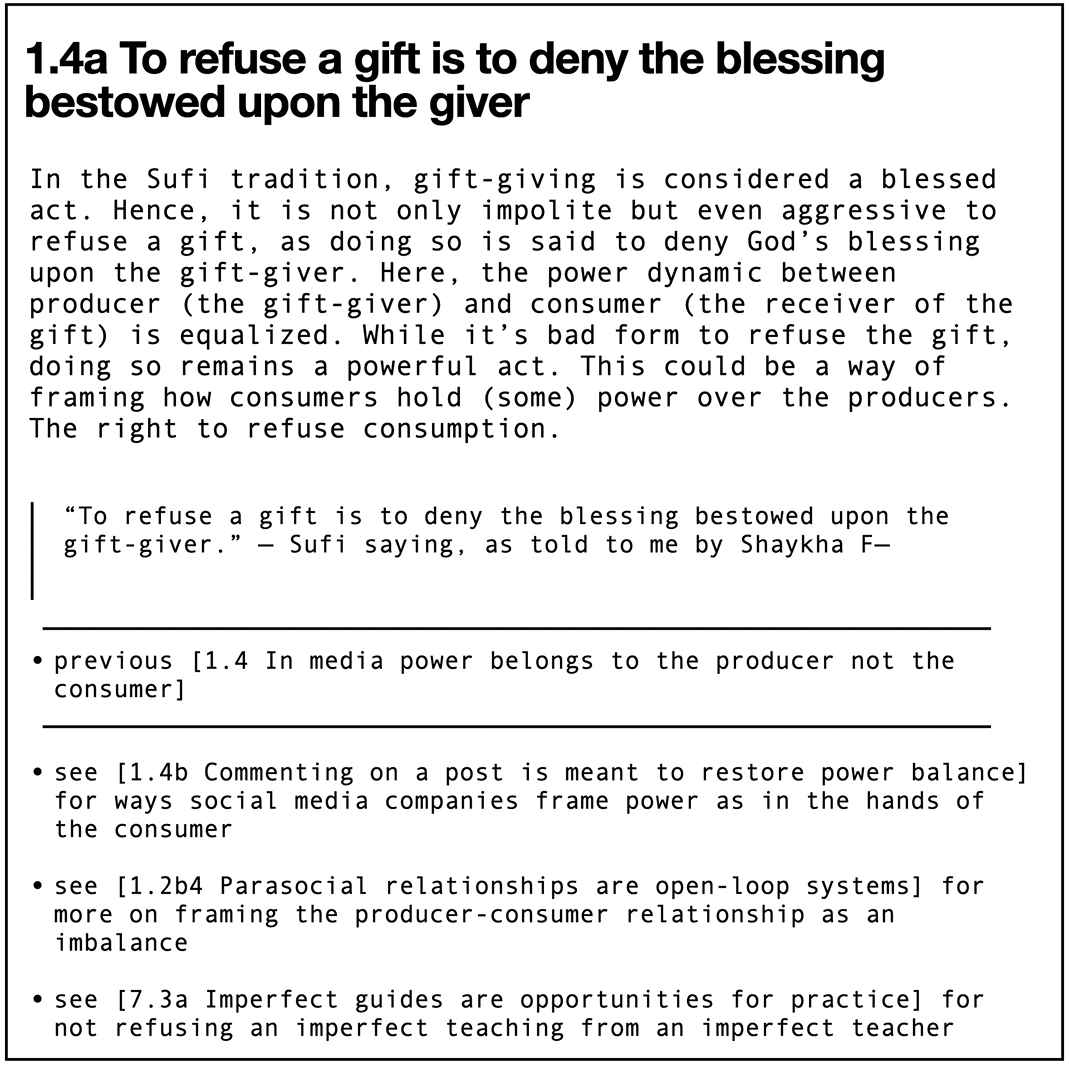 1.4a To refuse a gift is to deny the blessing
bestowed upon the giver
In the Sufi tradition, gift-giving is considered a blessed
act. Hence, it is not only impolite but even aggressive to
refuse a gift, as doing so is said to deny God’s blessing
upon the gift-giver. Here, the power dynamic between
producer (the gift-giver) and consumer (the receiver of the
gift) is equalized. While it’s bad form to refuse the gift,
doing so remains a powerful act. This could be a way of
framing how consumers hold (some) power over the producers.
The right to refuse consumption.
“To refuse a gift is to deny the blessing bestowed upon the
gift-giver.” — Sufi saying, as told to me by Shaykha F—
• previous [1.4 In media power belongs to the producer not the
consumer]
• see [1.4b Commenting on a post is meant to restore power balance]
for ways social media companies frame power as in the hands of
the consumer
• see [1.2b4 Parasocial relationships are open-loop systems] for
more on framing the producer-consumer relationship as an
imbalance
• see [7.3a Imperfect guides are opportunities for practice] for
not refusing an imperfect teaching from an imperfect teacher